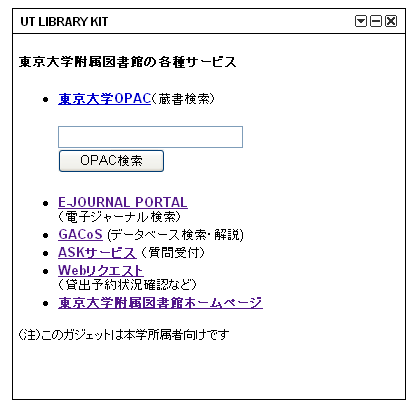 UT LIBRARY KIT
東京大学附属図書館の各種サービス
東京大学OPAC(蔵書検索)
OPAC検索
E-JOURNAL PORTAL
(電子ジャーナル検索)
GACoS (データベース検索・解説)
ASKサービス (質問受付)
Webリクエスト
(貸出予約状況確認など)
東京大学附属図書館ホームページ
(注)このガジェットは本学所属者向けです